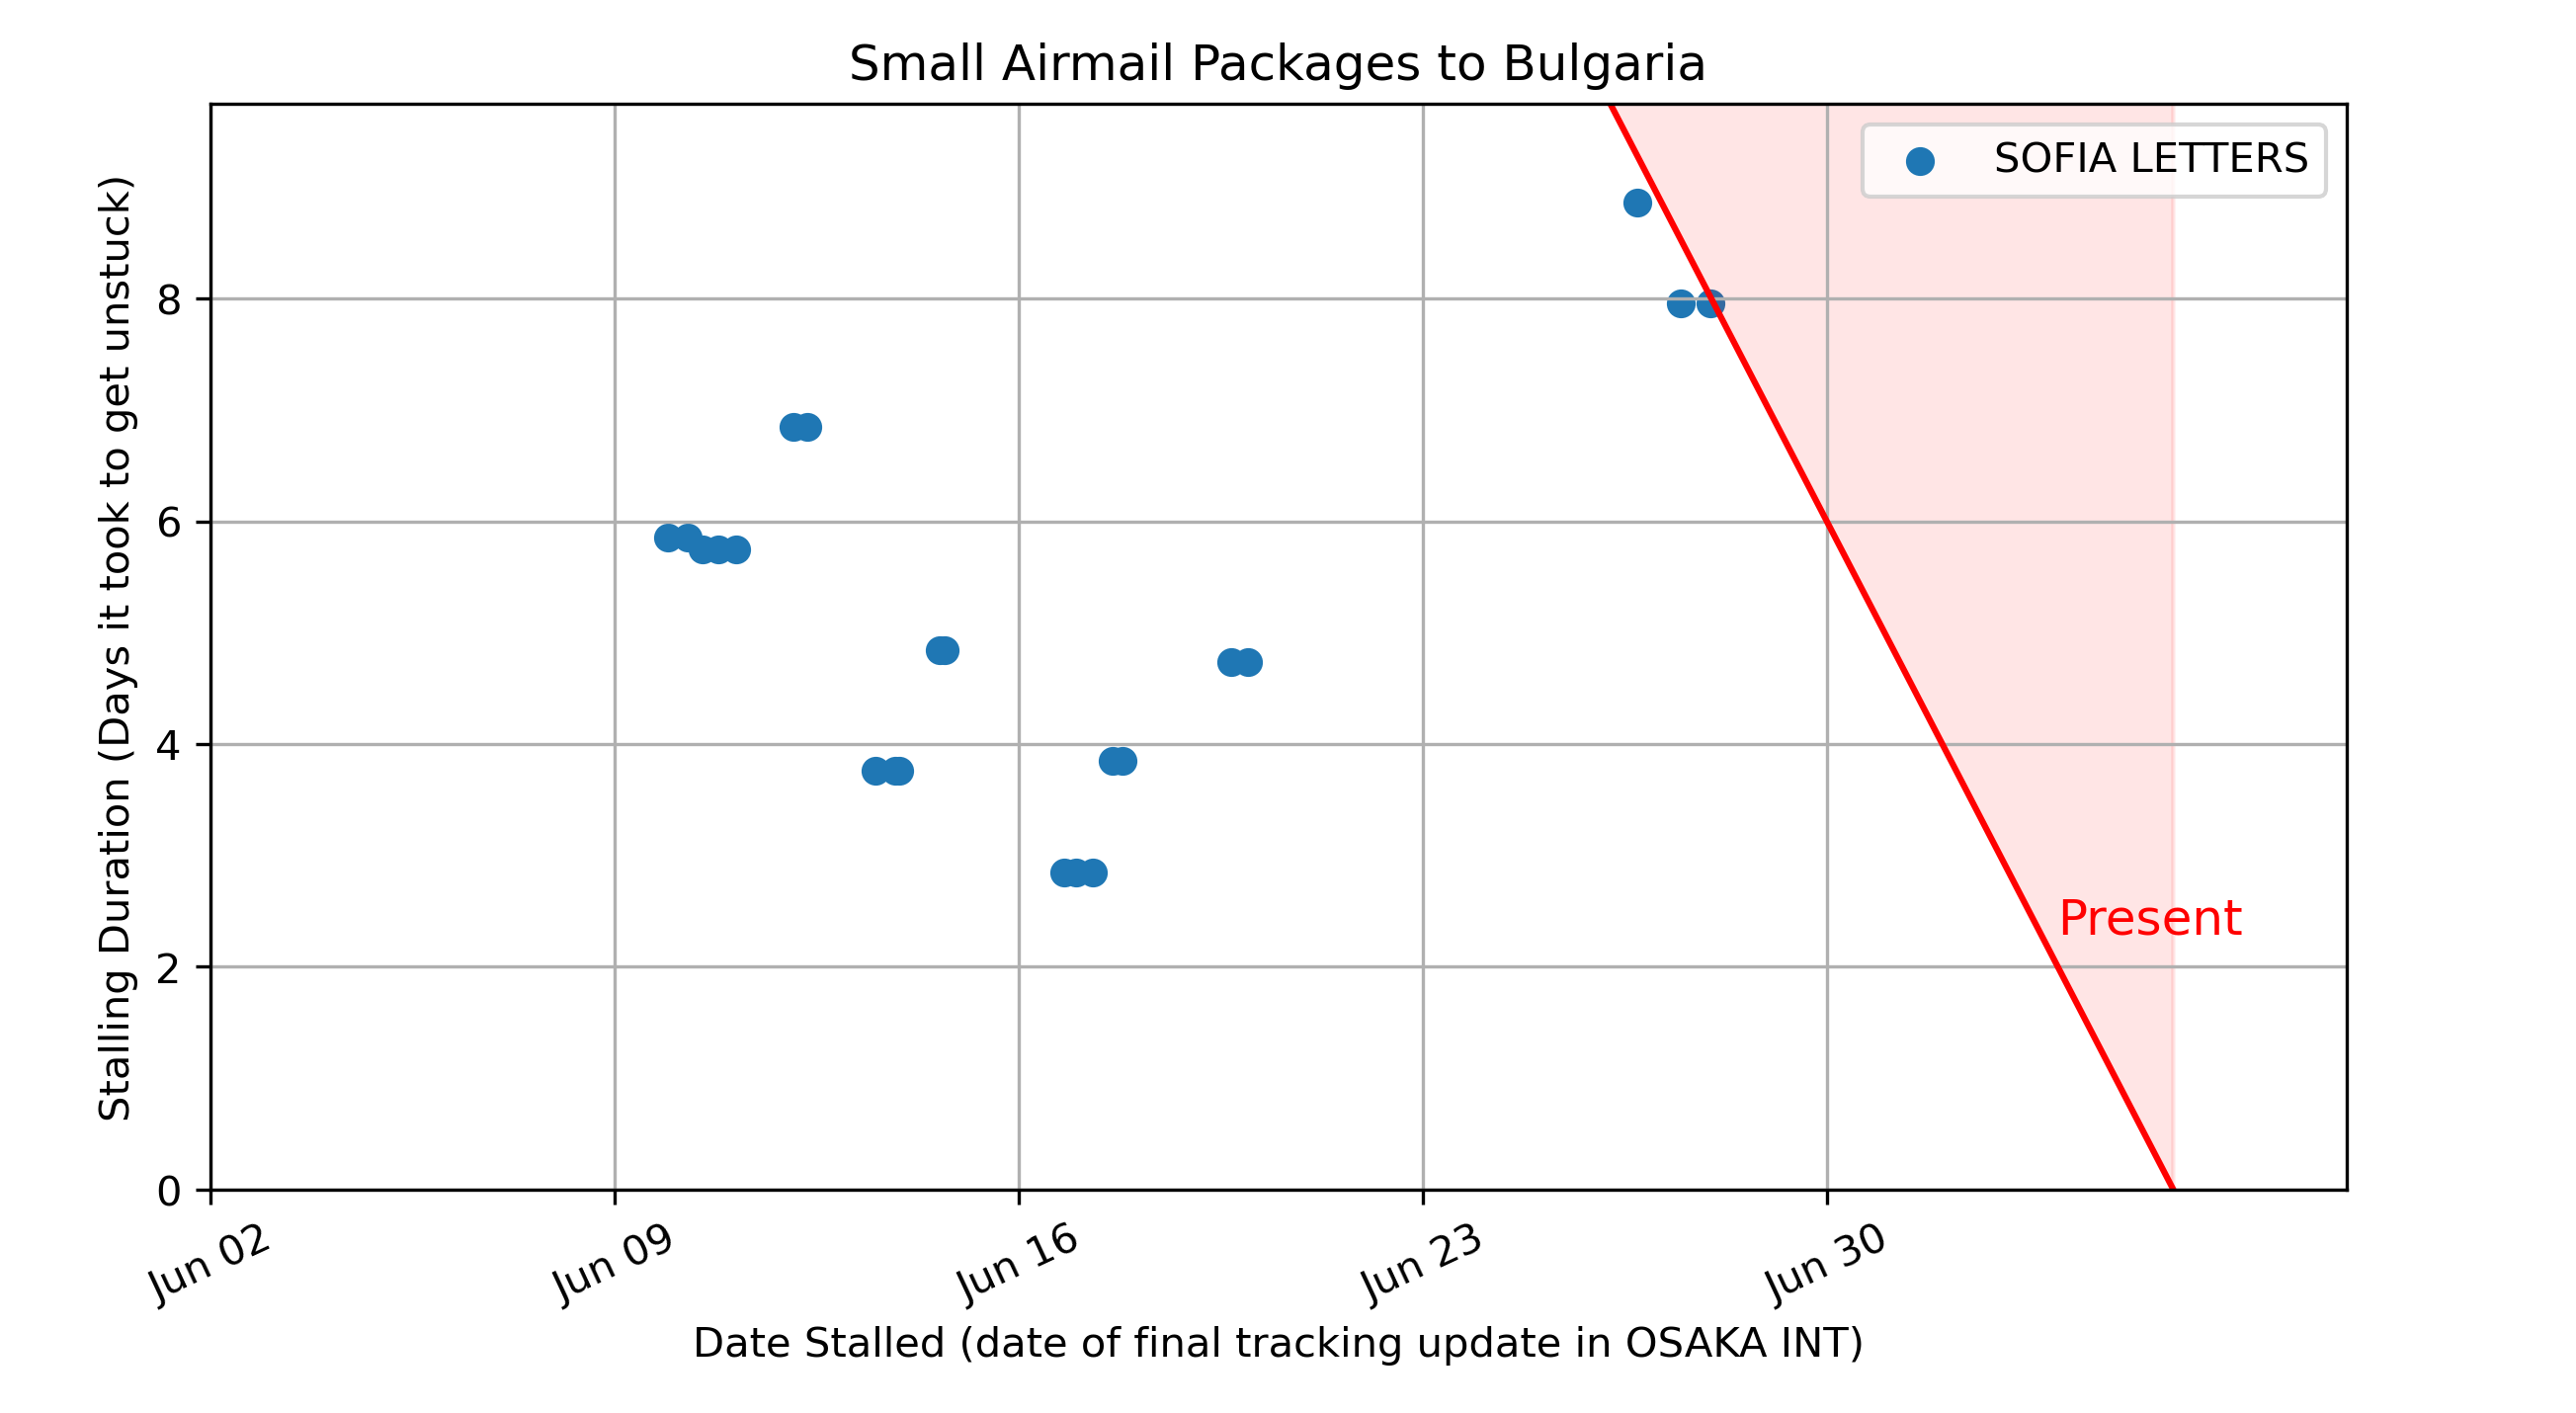 Small Airmail Packages to Bulgaria
SOFIA LETTERS
Stalling Duration (Days it took to get unstuck)
8
6
4
2
0
Present
Jun 02
Jun 09
Jun 16
Jun 23
Jun 30
Date Stalled (date of final tracking update in OSAKA INT)